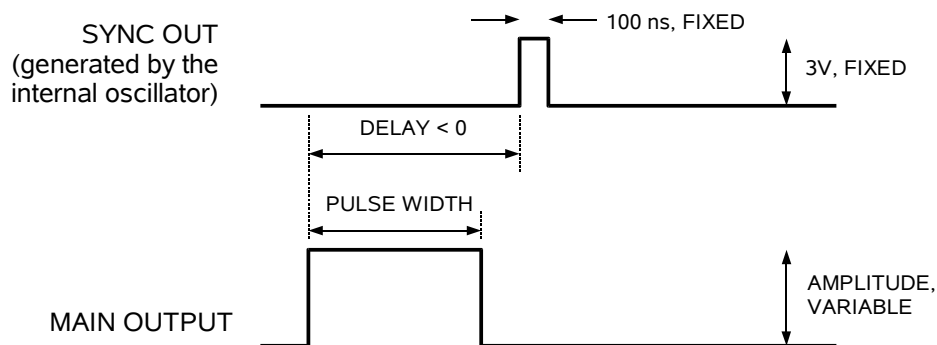 SYNC OUT
(generated by the
internal oscillator)
100 ns, FIXED
3V, FIXED
DELAY < 0
PULSE WIDTH
MAIN OUTPUT
AMPLITUDE,
VARIABLE